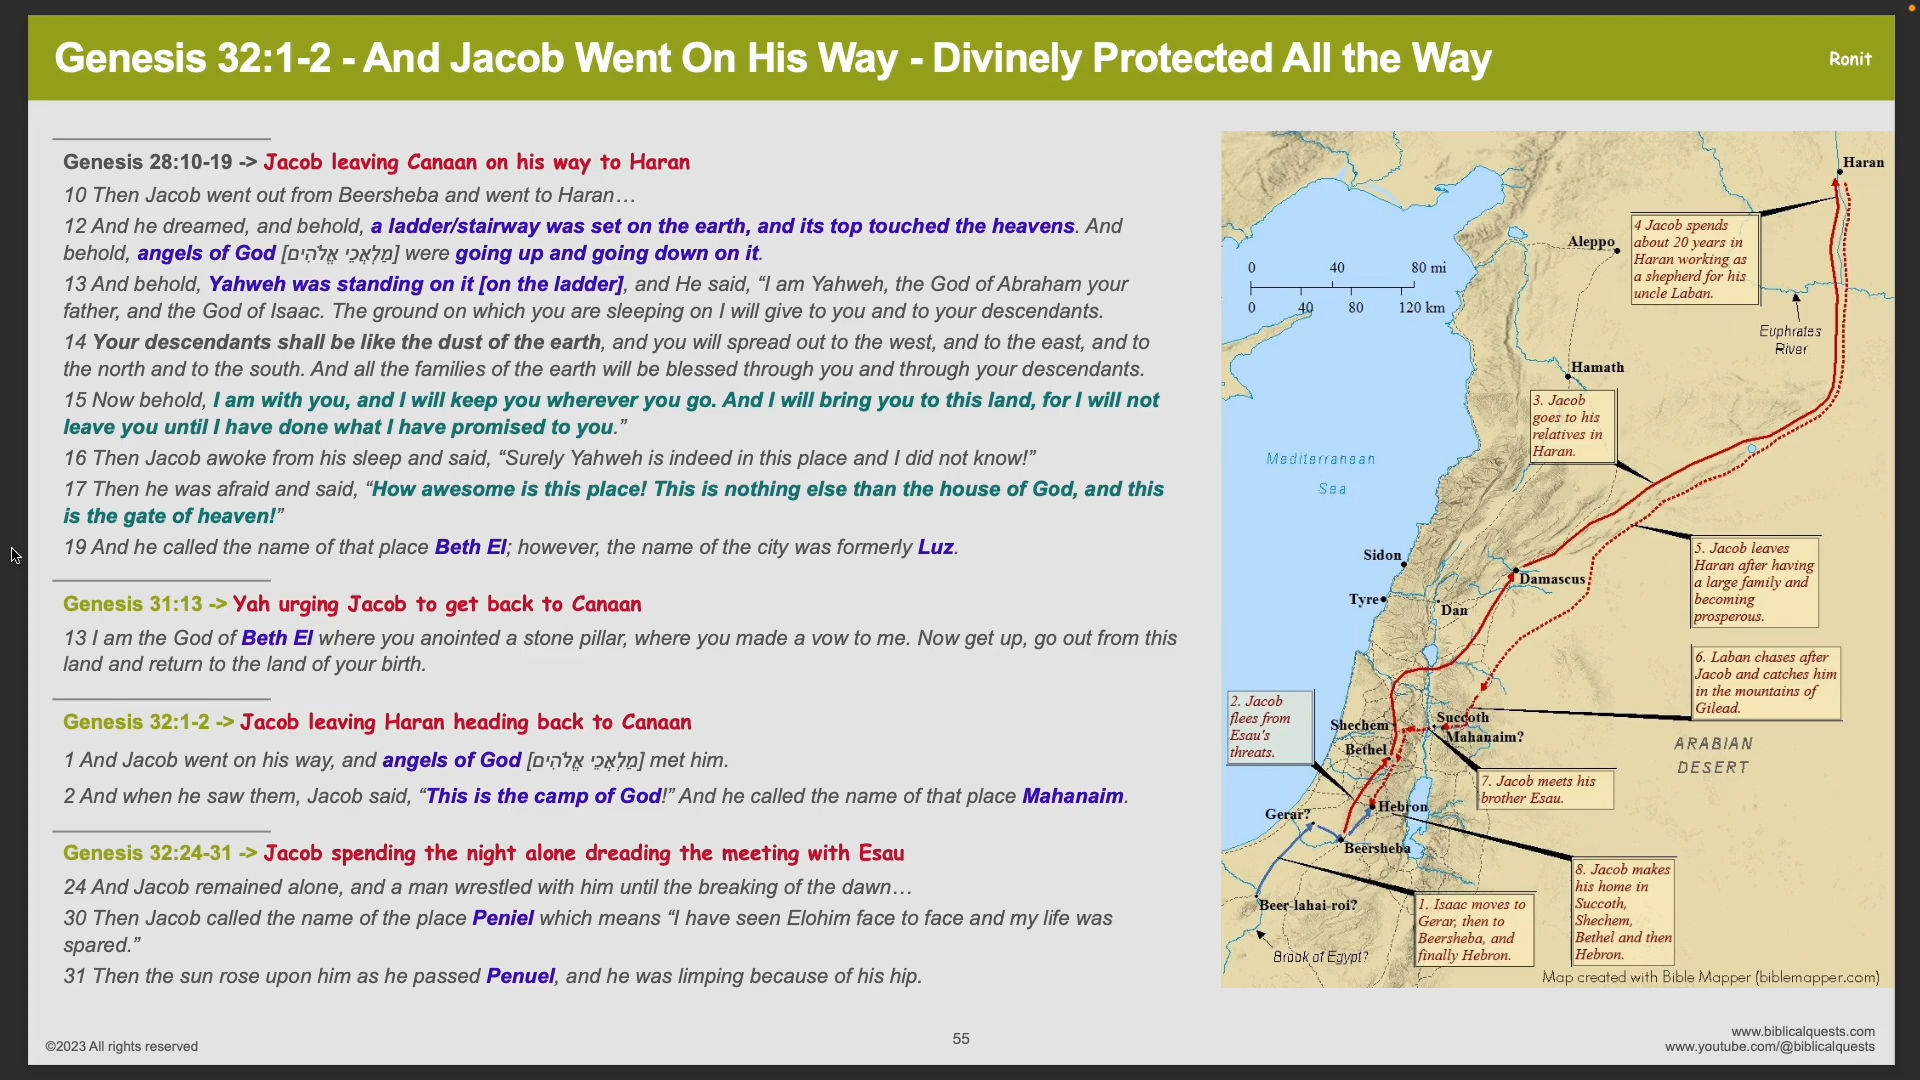 Genesis 32:1-2 - And Jacob Went On His Way - Divinely Protected All the Way
Ronit
Genesis 28:10-19 -> Jacob leaving Canaan on his way to Haran
10 Then Jacob went out from Beersheba and went to Haran…
12 And he dreamed, and behold, a ladder/stairway was set on the earth, and its top touched the heavens. And
behold, angels of God [מַלְאֲכֵי אֱלֹהִים] were going up and going down on it.
13 And behold, Yahweh was standing on it [on the ladder], and He said, “I am Yahweh, the God of Abraham your
father, and the God of Isaac. The ground on which you are sleeping on I will give to you and to your descendants.
14 Your descendants shall be like the dust of the earth, and you will spread out to the west, and to the east, and to
the north and to the south. And all the families of the earth will be blessed through you and through your descendants.
15 Now behold, I am with you, and I will keep you wherever you go. And I will bring you to this land, for I will not
leave you until I have done what I have promised to you.”
16 Then Jacob awoke from his sleep and said, “Surely Yahweh is indeed in this place and I did not know!”
17 Then he was afraid and said, “How awesome is this place! This is nothing else than the house of God, and this
is the gate of heaven!”
19 And he called the name of that place Beth El; however, the name of the city was formerly Luz.
Genesis 31:13 -> Yah urging Jacob to get back to Canaan
13 I am the God of Beth El where you anointed a stone pillar, where you made a vow to me. Now get up, go out from this
land and return to the land of your birth.
Genesis 32:1-2 -> Jacob leaving Haran heading back to Canaan
1 And Jacob went on his way, and angels of God [מַלְאֲכֵי אֱלֹהִים] met him.
2 And when he saw them, Jacob said, “This is the camp of God!” And he called the name of that place Mahanaim.
Genesis 32:24-31 -> Jacob spending the night alone dreading the meeting with Esau
24 And Jacob remained alone, and a man wrestled with him until the breaking of the dawn…
30 Then Jacob called the name of the place Peniel which means “I have seen Elohim face to face and my life was
spared.”
31 Then the sun rose upon him as he passed Penuel, and he was limping because of his hip.
Haran
4 Jacob spends
about 20 years in
Haran working as
a shepherd for his
uncle Laban.
Aleppo
0 40 80 mi
0 40 80 120 km
Euphrates
River
Hamath
3. Jacob
goes to his
relatives in
Haran.
Mediterranean
Sea
Sidon
Damascus
Tyre
Dan
5. Jacob leaves
Haran after having
a large family and
becoming
prosperous.
6. Laban chases after
Jacob and catches him
in the mountains of
Gilead.
2. Jacob
flees from
Esau's
threats.
Shechem
Succoth
Mahanaim?
Bethel
ARABIAN
DESERT
7. Jacob meets his
brother Esau.
Gerar?
Hebron
Beersheba
8. Jacob makes
his home in
Succoth,
Shechem,
Bethel and then
Hebron.
Beer-lahai-roi?
1. Isaac moves to
Gerar, then to
Beersheba, and
finally Hebron.
Brook of Egypt?
Map created with Bible Mapper (biblemapper.com)
©2023 All rights reserved
55
www.biblicalquests.com
www.youtube.com/@biblicalquests